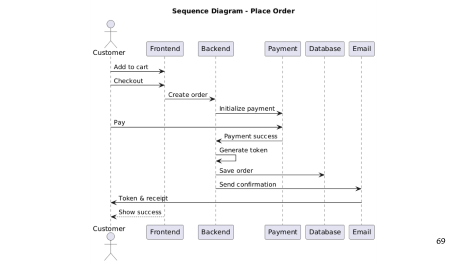 Sequence Diagram - Place Order
Customer
Frontend
Backend
Payment
Database
Email
Add to cart
Checkout
Create order
Initialize payment
Pay
Payment success
Generate token
Save order
Send confirmation
Token & receipt
Show success
Customer
Frontend
Backend
Payment
Database
Email
69